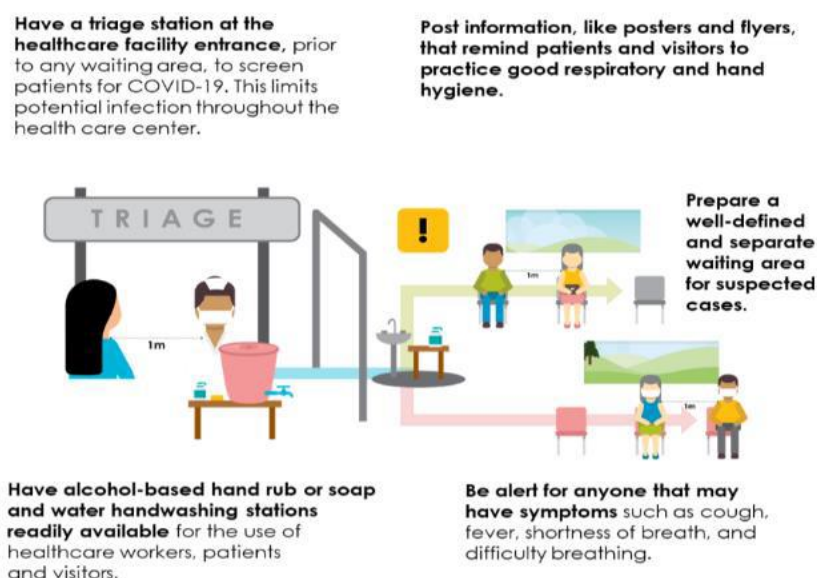 Have a triage station at the
healthcare facility entrance, prior
to any waiting area, to screen
patients for COVID-19. This limits
potential infection throughout the
health care center.
Post information, like posters and flyers,
that remind patients and visitors to
practice good respiratory and hand
hygiene.
TRIAGE
!
1m
1m
Prepare a
well-defined
and separate
waiting area
for suspected
cases.
1m
Have alcohol-based hand rub or soap
and water handwashing stations
readily available for the use of
healthcare workers, patients
and visitors.
Be alert for anyone that may
have symptoms such as cough,
fever, shortness of breath, and
difficulty breathing.